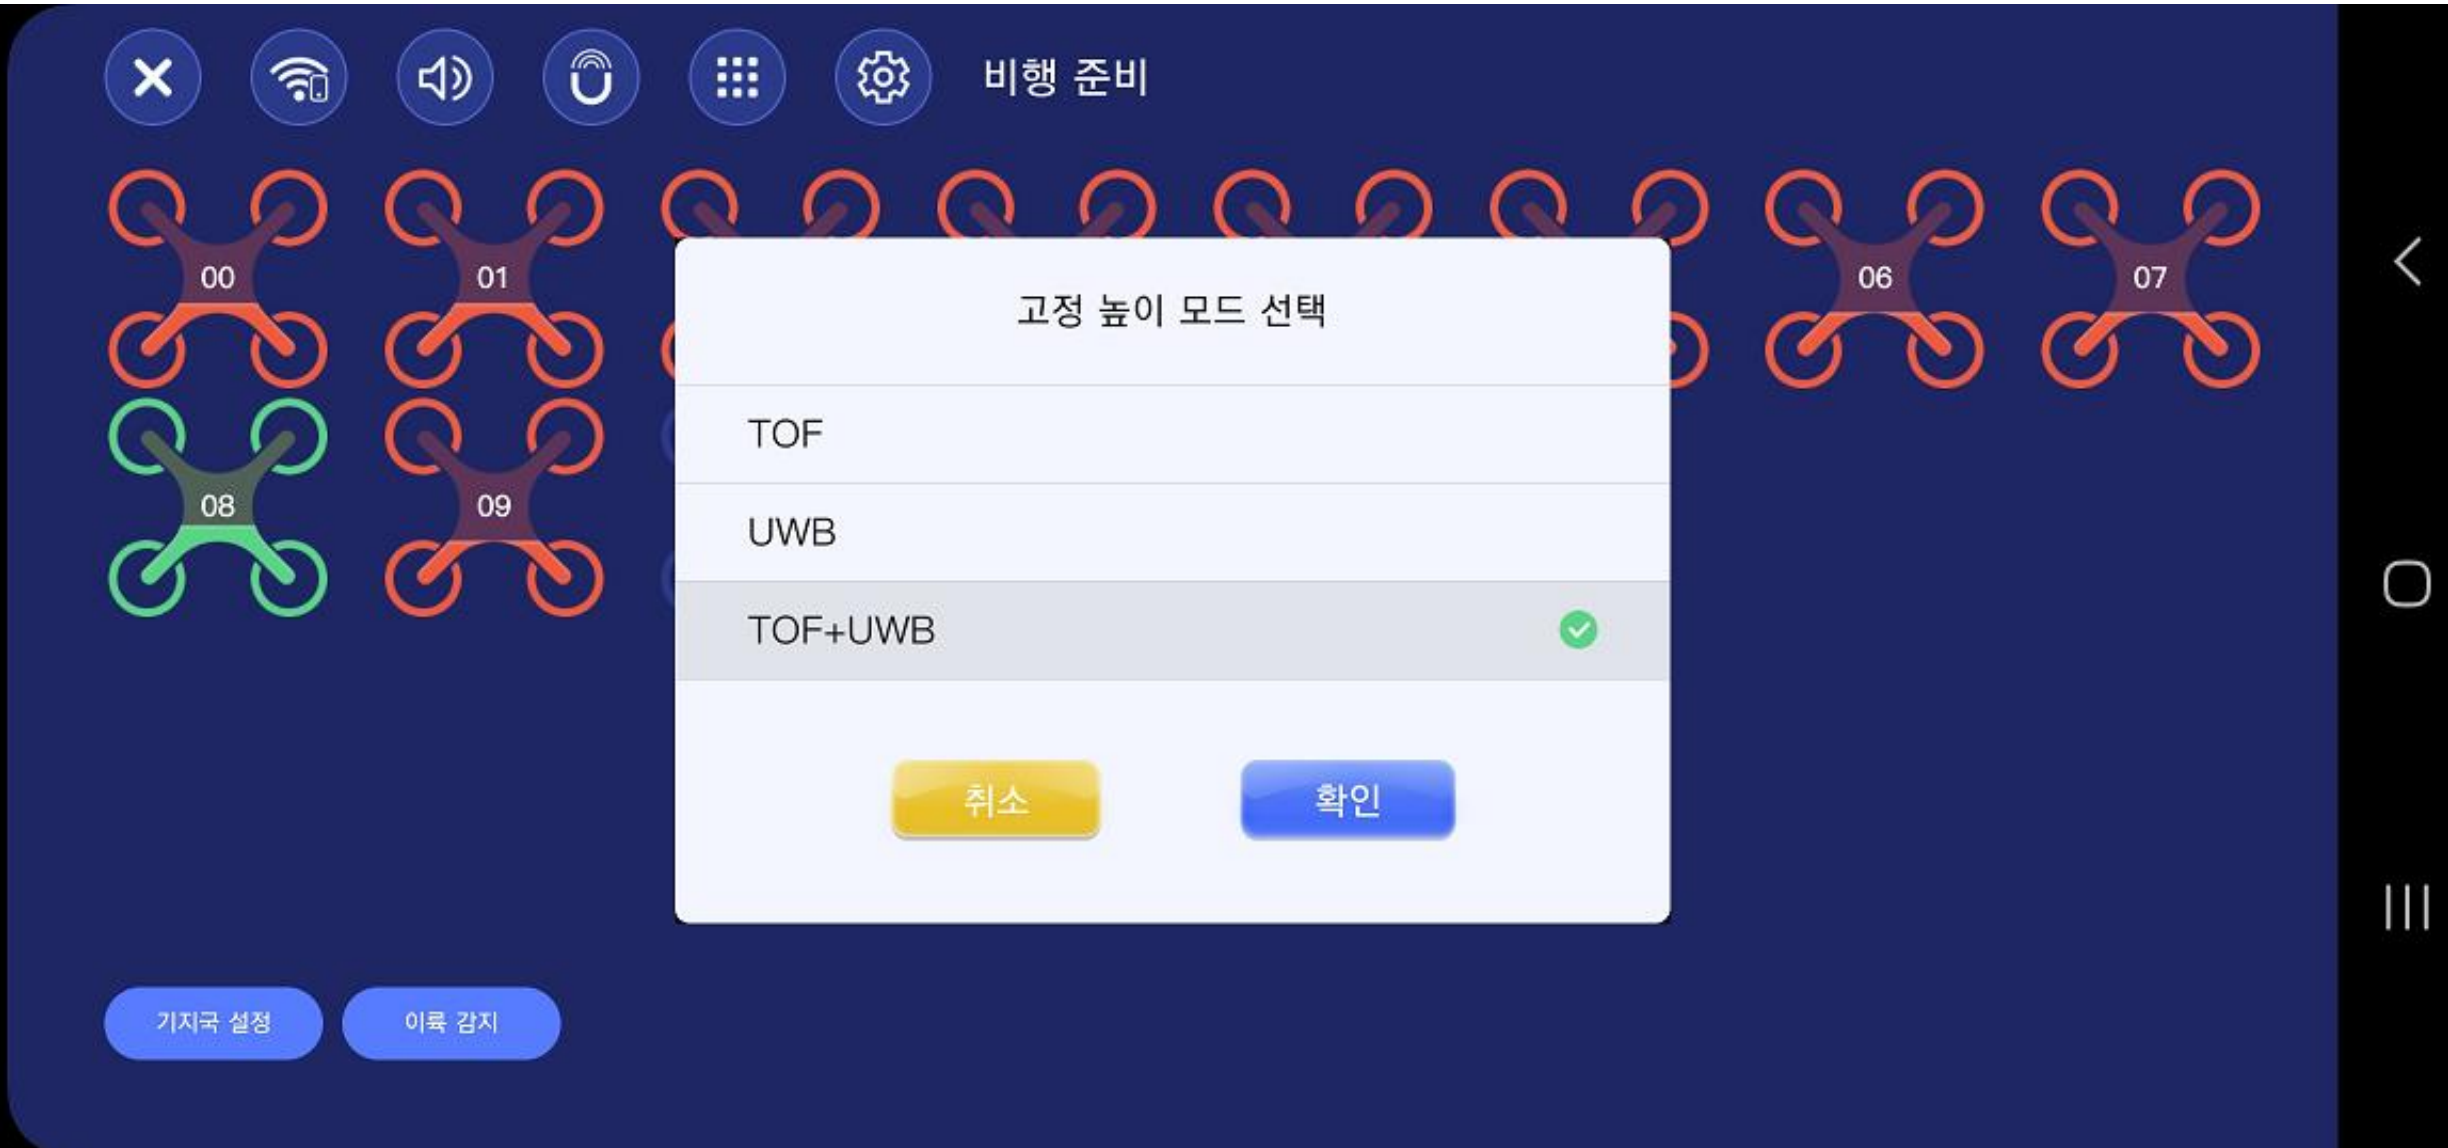 비행 준비
00
01
06
07
08
09
고정 높이 모드 선택
TOF
UWB
TOF+UWB
취소
확인
기지국 설정
이륙 감지